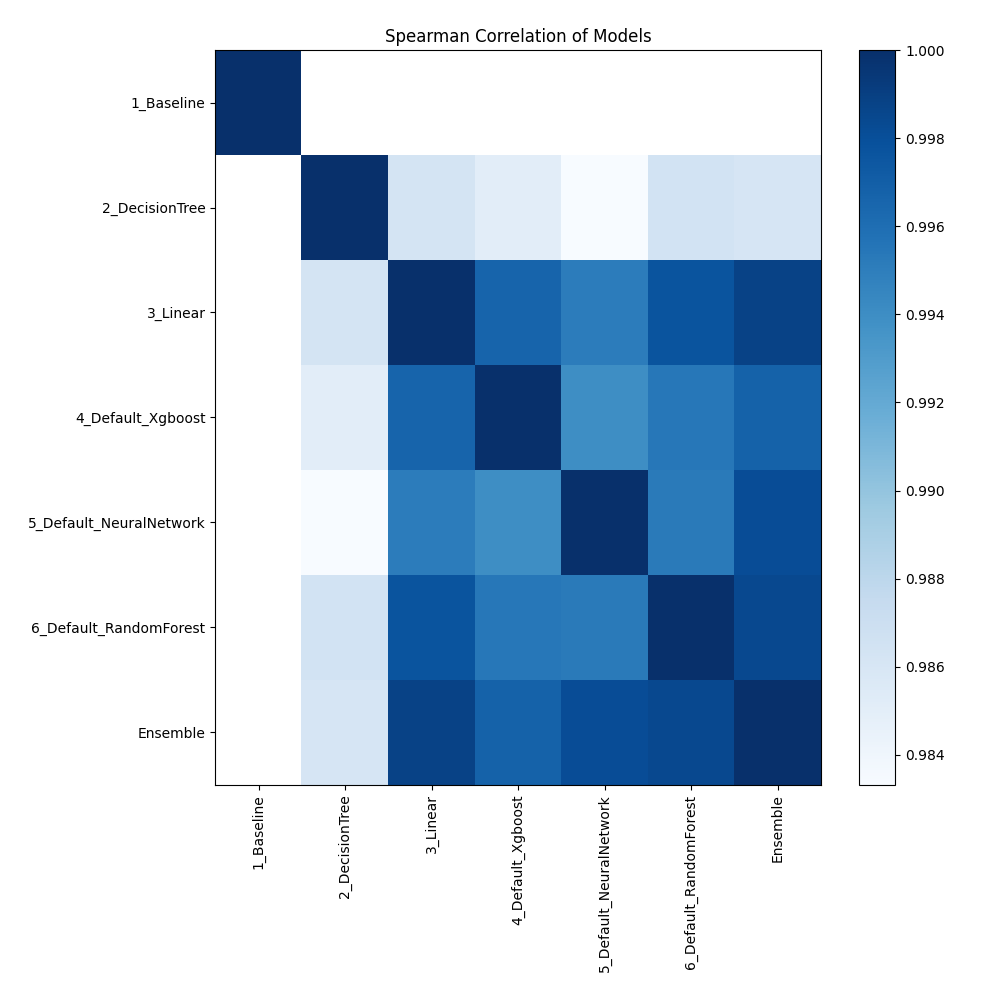 Spearman Correlation of Models
1_Baseline
2_DecisionTree
3_Linear
4_Default_Xgboost
5_Default_NeuralNetwork
6_Default_RandomForest
Ensemble
1_Baseline
2_DecisionTree
3_Linear
4_Default_Xgboost
5_Default_NeuralNetwork
6_Default_RandomForest
Ensemble
1.000
0.998
0.996
0.994
0.992
0.990
0.988
0.986
0.984